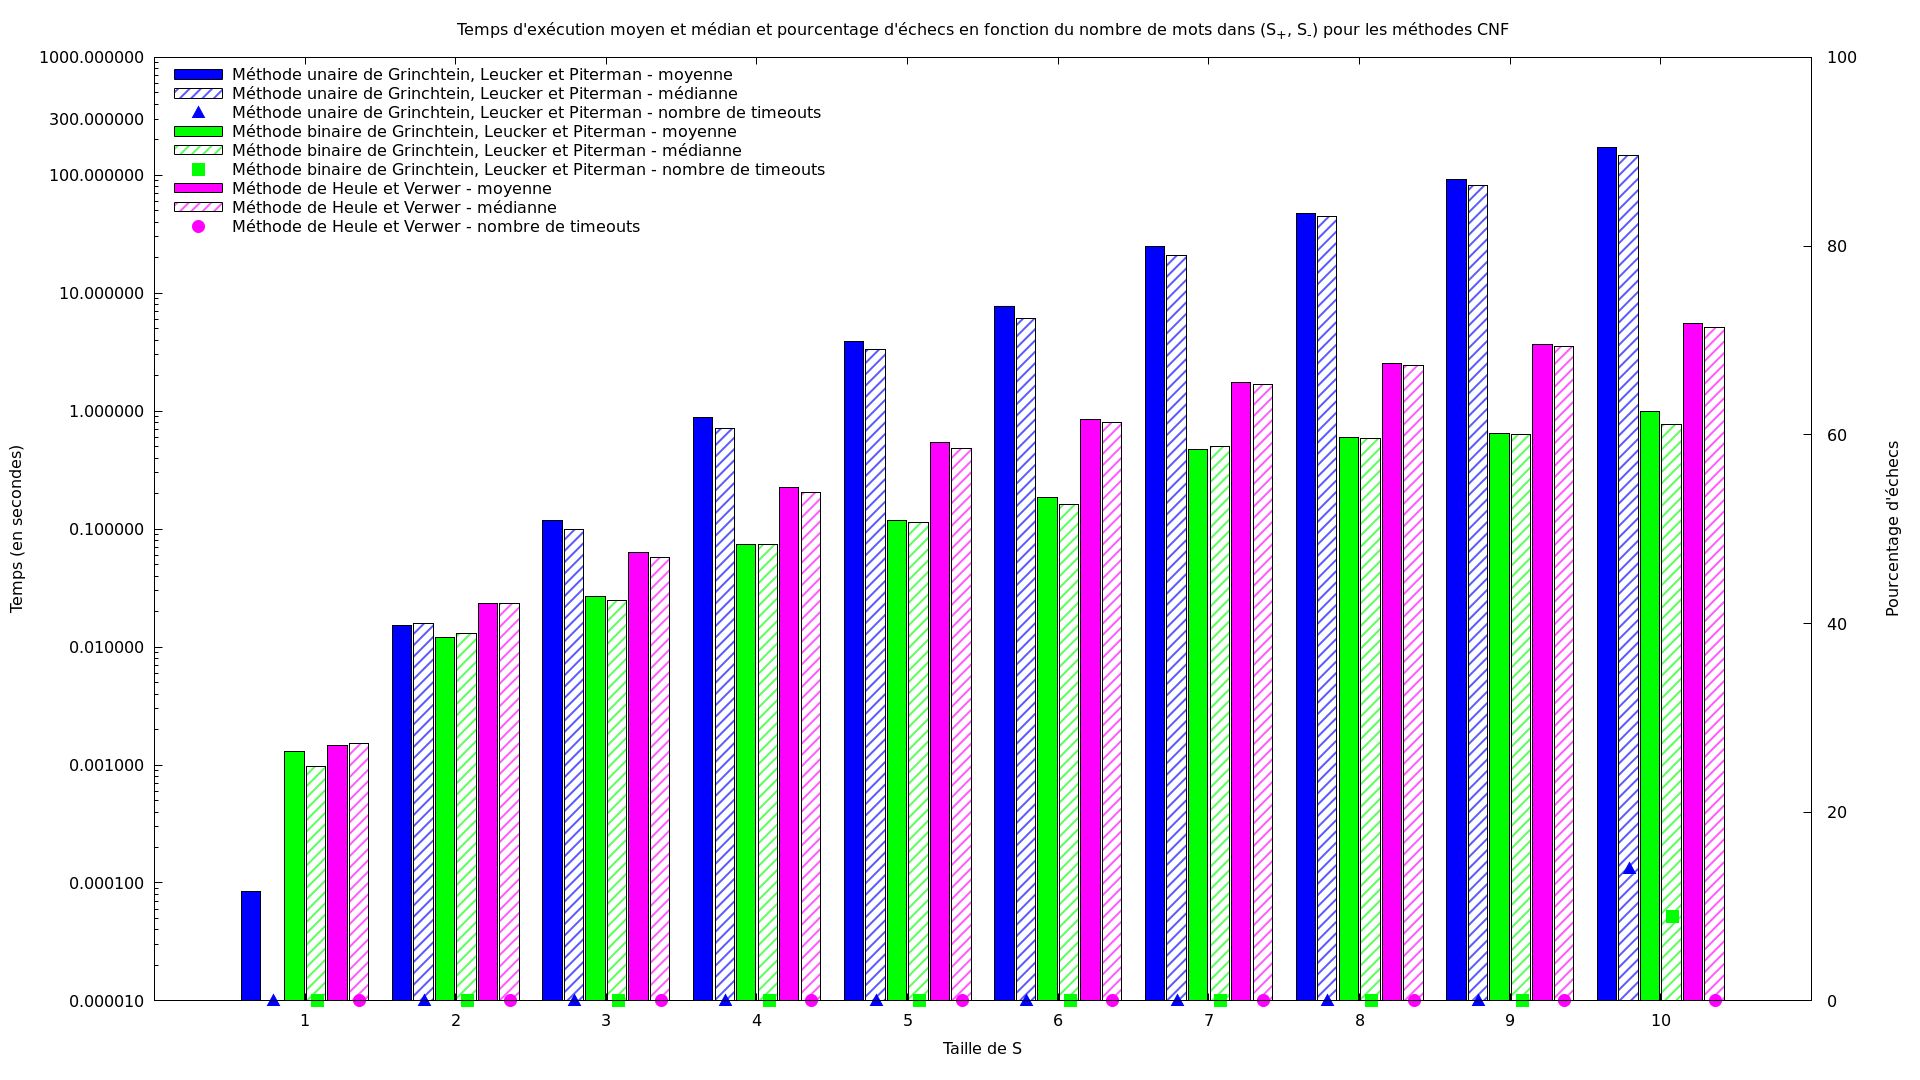 Temps d'exécution moyen et médian et pourcentage d'échecs en fonction du nombre de mots dans (S+, S-) pour les méthodes CNF
1000.000000
300.000000
100.000000
10.000000
1.000000
0.100000
0.010000
0.001000
0.000100
0.000010
Temps (en secondes)
Méthode unaire de Grinchtein, Leucker et Piterman - moyenne
Méthode unaire de Grinchtein, Leucker et Piterman - médianne
Méthode unaire de Grinchtein, Leucker et Piterman - nombre de timeouts
Méthode binaire de Grinchtein, Leucker et Piterman - moyenne
Méthode binaire de Grinchtein, Leucker et Piterman - médianne
Méthode binaire de Grinchtein, Leucker et Piterman - nombre de timeouts
Méthode de Heule et Verwer - moyenne
Méthode de Heule et Verwer - médianne
Méthode de Heule et Verwer - nombre de timeouts
100
80
60
40
20
0
Pourcentage d'échecs
1 2 3 4 5 6 7 8 9 10
Taille de S